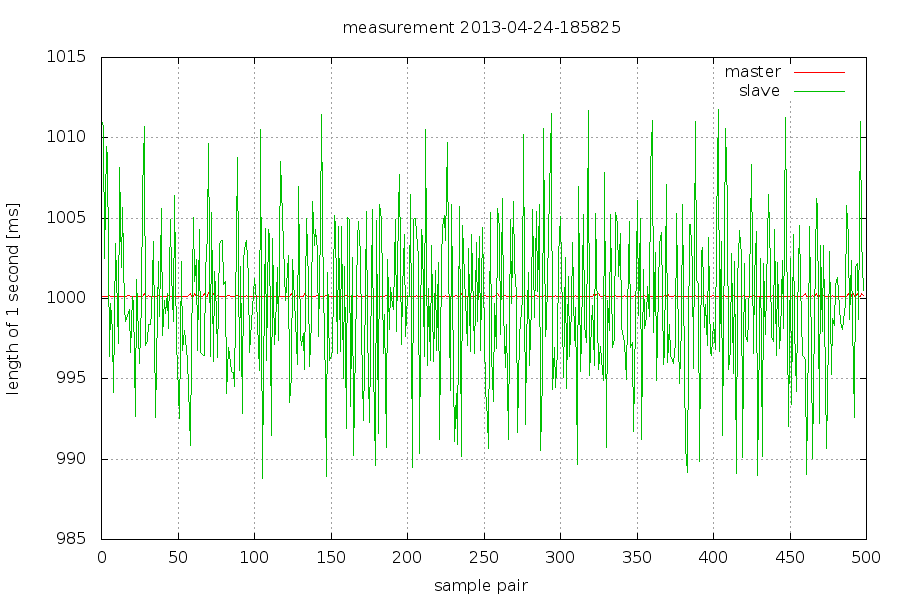 measurement 2013-04-24-185825
master
slave
length of 1 second [ms]
1015
1010
1005
1000
995
990
985
0 50 100 150 200 250 300 350 400 450 500
sample pair